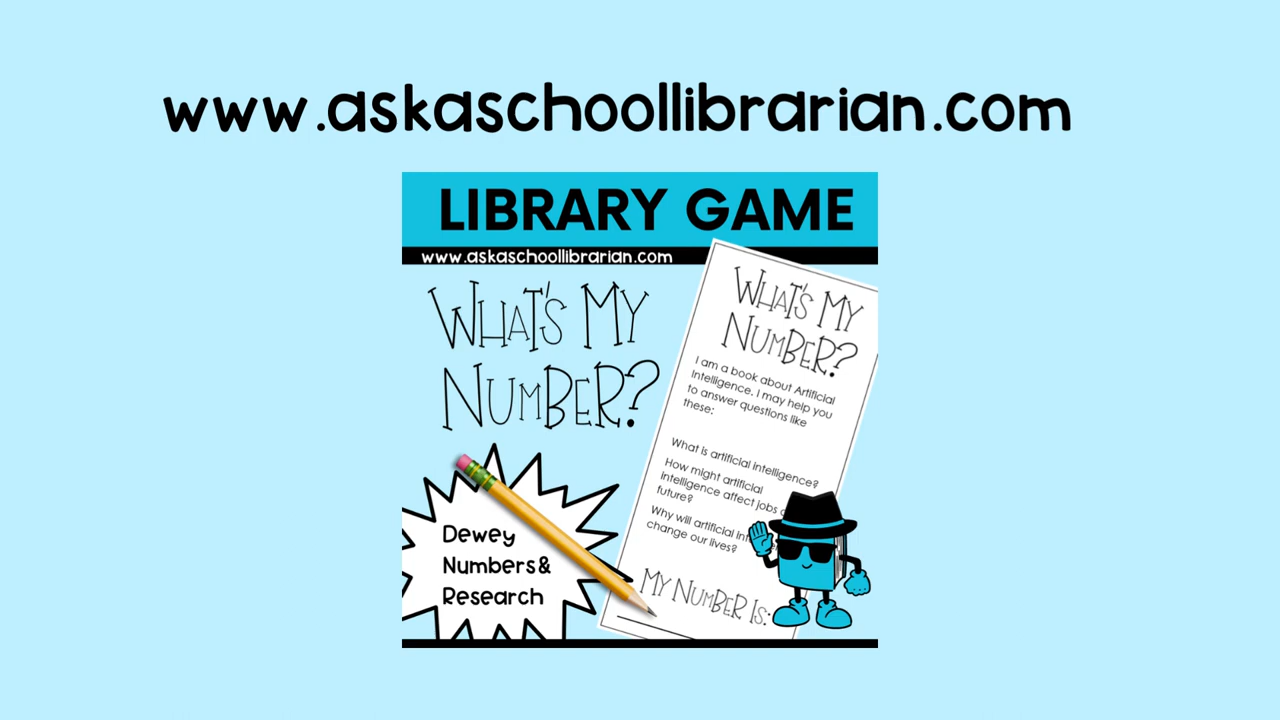 www.askaschoollibrarian.com
LIBRARY GAME
www.askaschoollibrarian.com
WHAT'S MY
NUMBER?
Dewey
Numbers&
Research
WHAT'S MY
NUMBER?
I am a book about Artificial
Intelligence. I may help you
to answer questions like
these:
What is artificial intelligence?
How might artificial
intelligence affect jobs
future?
Why will artificial
change our lives?
MY NUMBER IS: